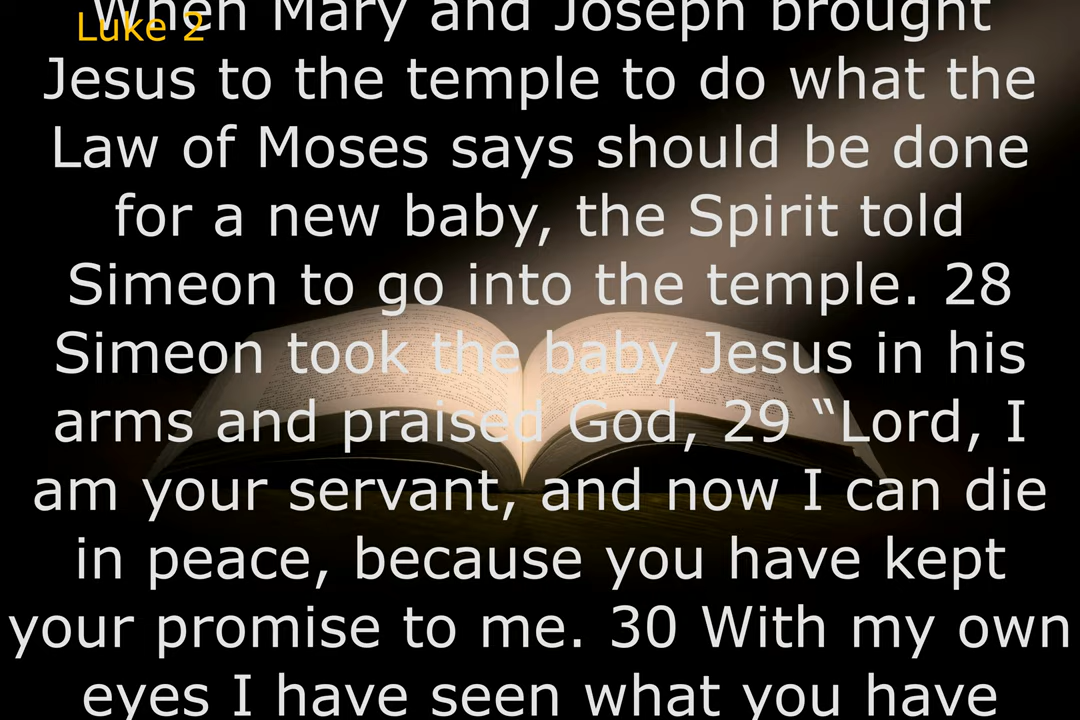 Luke 2
When Mary and Joseph brought
Jesus to the temple to do what the
Law of Moses says should be done
for a new baby, the Spirit told
Simeon to go into the temple. 28
Simeon took the baby Jesus in his
arms and praised God, 29 “Lord, I
am your servant, and now I can die
in peace, because you have kept
your promise to me. 30 With my own
eyes I have seen what you have